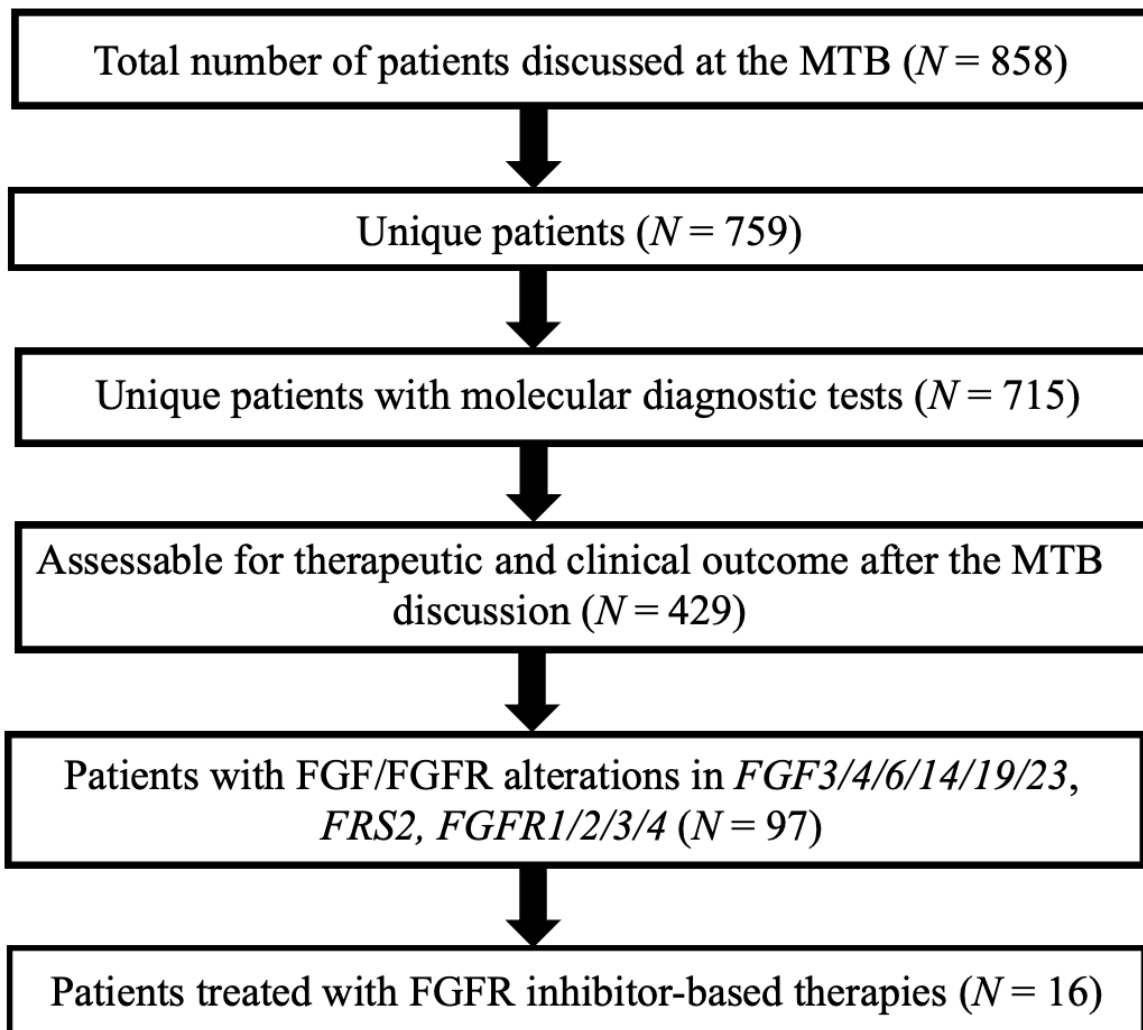 Total number of patients discussed at the MTB (N = 858)
Unique patients (N = 759)
Unique patients with molecular diagnostic tests (N = 715)
Assessable for therapeutic and clinical outcome after the MTB
discussion (N = 429)
Patients with FGF/FGFR alterations in FGF3/4/6/14/19/23,
FRS2, FGFR1/2/3/4 (N = 97)
Patients treated with FGFR inhibitor-based therapies (N = 16)